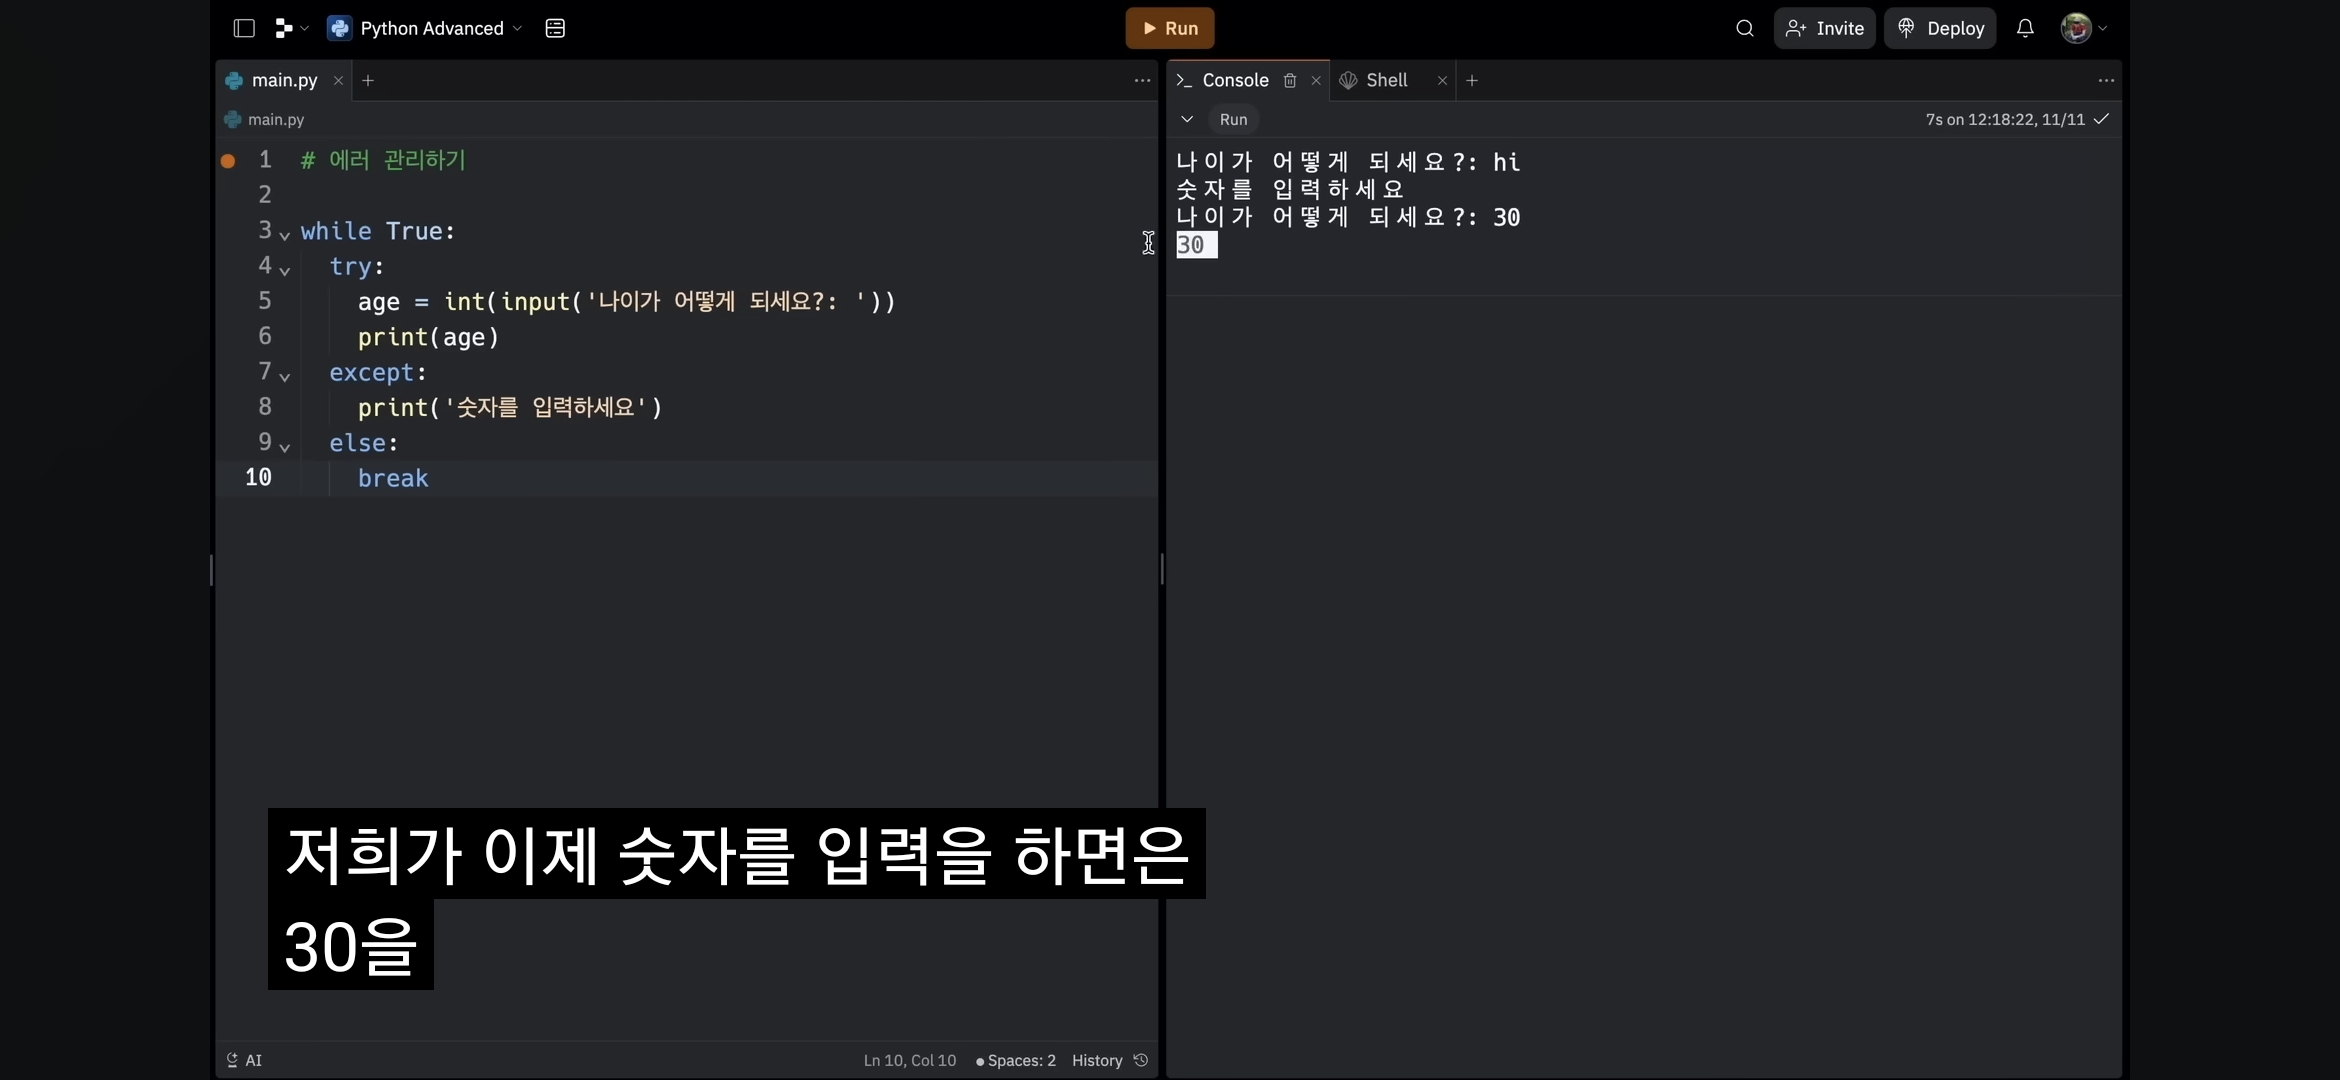 Python Advanced
Run
Invite
Deploy
main.py
Console
Shell
main.py
Run
7s on 12:18:22, 11/11
1 # 에러 관리하기
2
3 while True:
4 try:
5 age = int(input('나이가 어떻게 되세요?: '))
6 print(age)
7 except:
8 print('숫자를 입력하세요')
9 else:
10 break
나이가 어떻게 되세요?: hi
숫자를 입력하세요
나이가 어떻게 되세요?: 30
30
저희가 이제 숫자를 입력을 하면은
30을
AI
Ln 10, Col 10
Spaces: 2
History